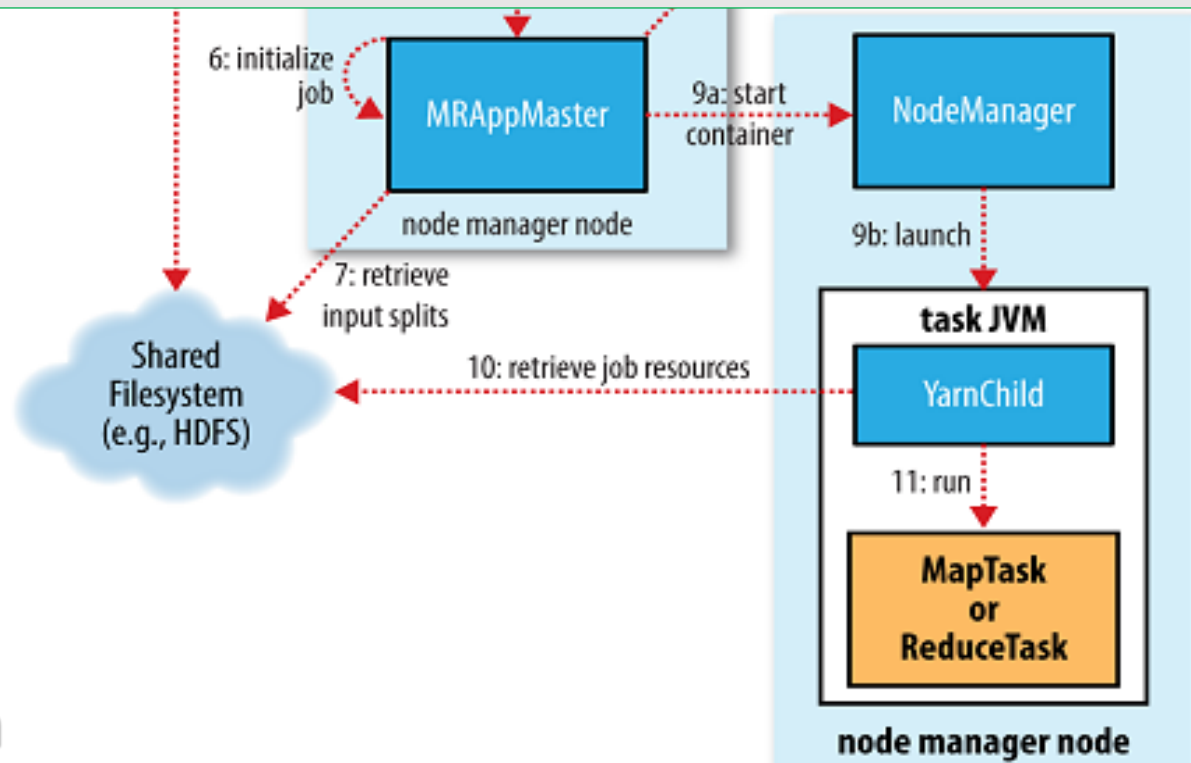 6: initialize
job
MRAppMaster
9a: start
container
NodeManager
node manager node
9b: launch
7: retrieve
input splits
task JVM
Shared
Filesystem
(e.g., HDFS)
10: retrieve job resources
YarnChild
11: run
MapTask
or
ReduceTask
node manager node